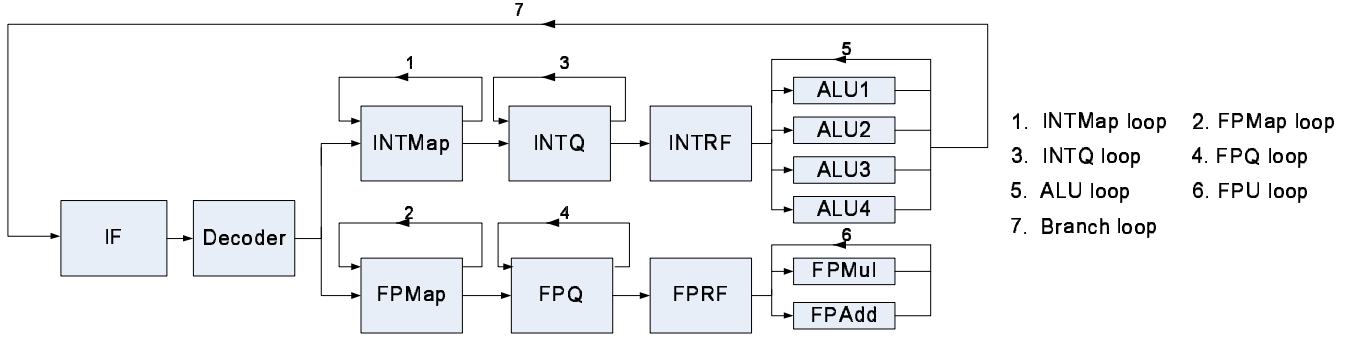 7
1
3
5
ALU1
ALU2
ALU3
ALU4
INTMap
INTQ
INTRF
1. INTMap loop 2. FPMap loop
3. INTQ loop 4. FPQ loop
5. ALU loop 6. FPU loop
7. Branch loop
IF
Decoder
2
4
6
FPMap
FPQ
FPRF
FPMul
FPAdd